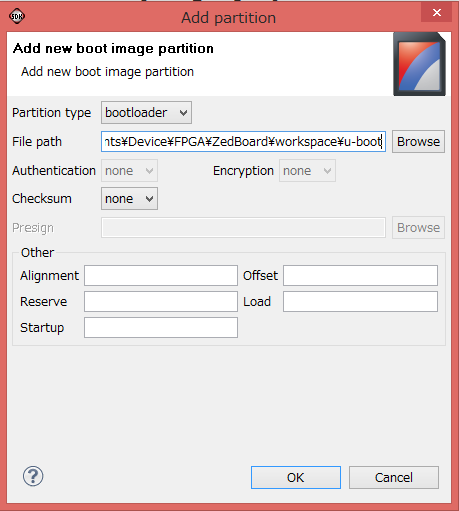 SDK
Add partition
Add new boot image partition
Add new boot image partition
Partition type bootloader
File path nts¥Device¥FPGA¥ZedBoard¥workspace¥u-boot Browse
Authentication none Encryption none
Checksum none
Presign Browse
Other
Alignment Offset
Reserve Load
Startup
? OK Cancel